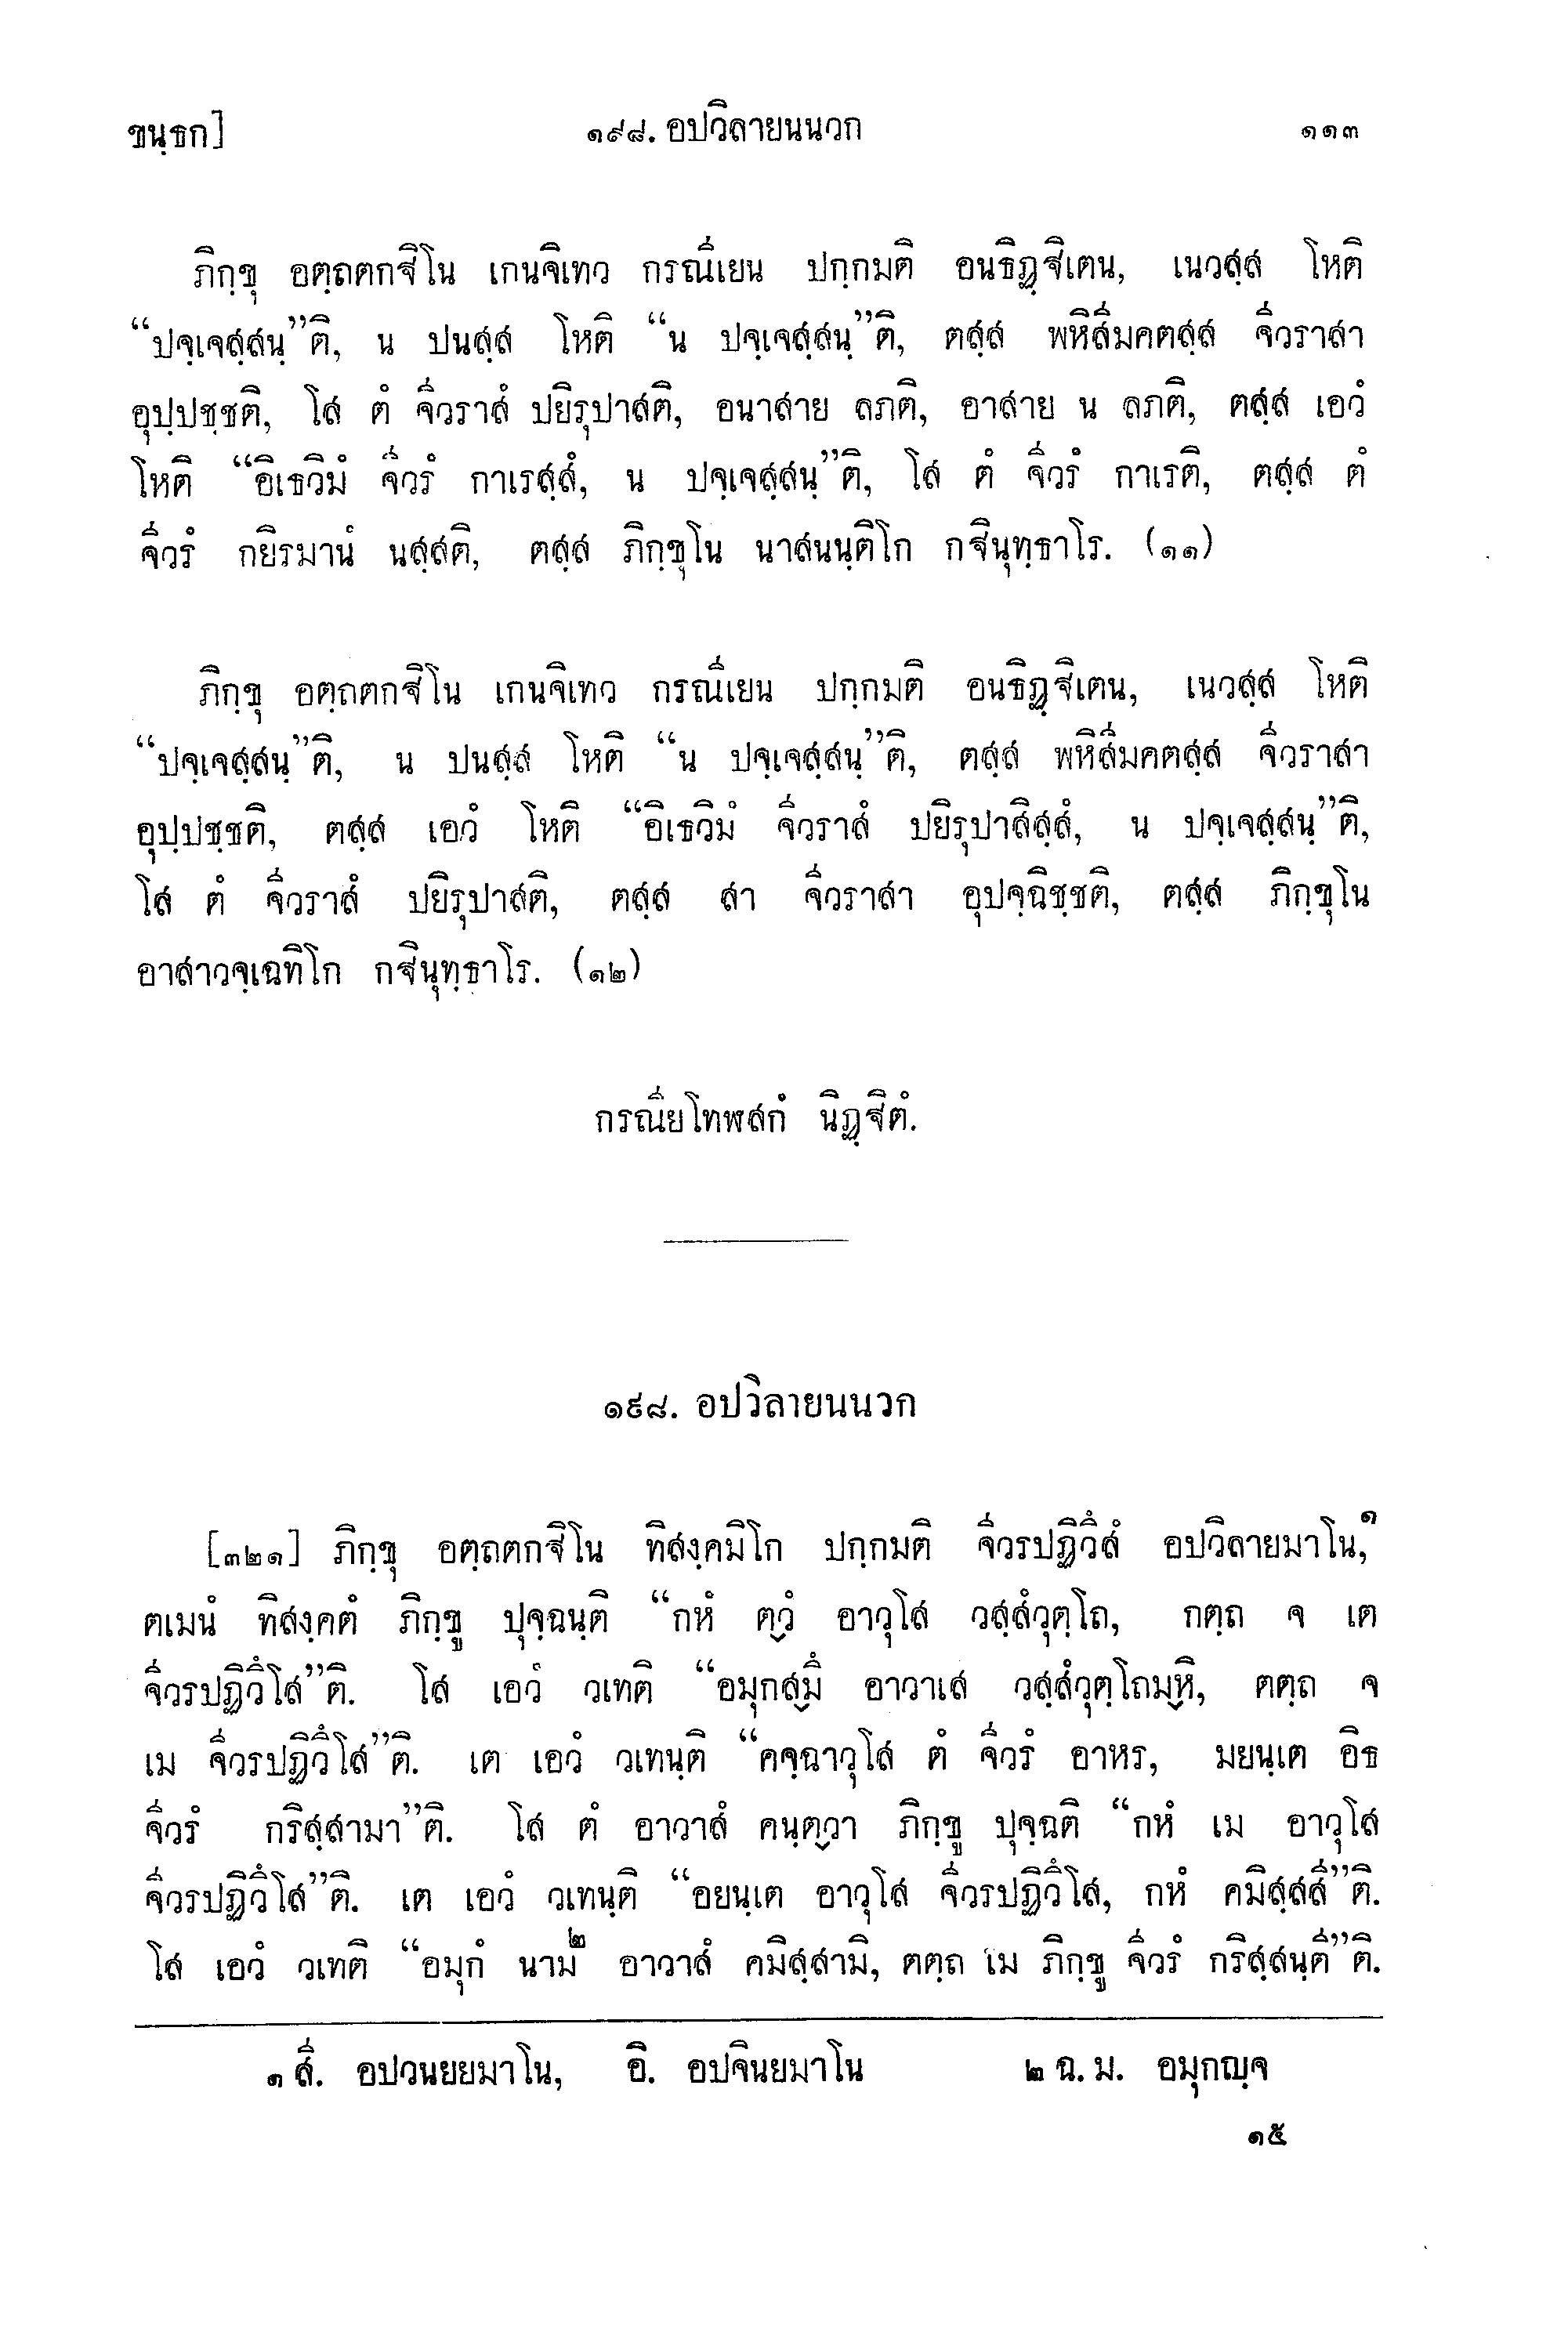 ขนฺธก]
๑๙๘. อปวิลายนนวก
๑๑๓
ภิกฺขุ อตฺถตกฐิโน เกนจิเทว กรณีเยน ปกฺกมติ อนธิฏฺฐิเตน, เนวสฺส โหติ
“ปจฺเจสฺสนฺ”ติ, น ปนสฺส โหติ “น ปจฺเจสฺสนฺ”ติ, ตสฺส พหิสีมคตสฺส จีวราสา
อุปฺปชฺชติ, โส ตํ จีวราสํ ปยิรุปาสติ, อนาสาย ลภติ, อาสาย น ลภติ, ตสฺส เอวํ
โหติ “อิเธวิมํ จีวรํ กาเรสฺสํ, น ปจฺเจสฺสนฺ”ติ, โส ตํ จีวรํ กาเรติ, ตสฺส ตํ
จีวรํ กยิรมานํ นสฺสติ, ตสฺส ภิกฺขุโน นาสนนฺติโก กฐินุทฺธาโร. (๑๑)
ภิกฺขุ อตฺถตกฐิโน เกนจิเทว กรณีเยน ปกฺกมติ อนธิฏฺฐิเตน, เนวสฺส โหติ
“ปจฺเจสฺสนฺ”ติ, น ปนสฺส โหติ “น ปจฺเจสฺสนฺ”ติ, ตสฺส พหิสีมคตสฺส จีวราสา
อุปฺปชฺชติ, ตสฺส เอวํ โหติ “อิเธวิมํ จีวราสํ ปยิรุปาสิสฺสํ, น ปจฺเจสฺสนฺ”ติ,
โส ตํ จีวราสํ ปยิรุปาสติ, ตสฺส สา จีวราสา อุปจฺฉิชฺชติ, ตสฺส ภิกฺขุโน
อาสาวจฺเฉทิโก กฐินุทฺธาโร. (๑๒)
กรณียโทฬสกํ นิฏฺฐิตํ.
๑๙๘. อปวิลายนนวก
[๓๒๑] ภิกฺขุ อตฺถตกฐิโน ทิสงฺคมิโก ปกฺกมติ จีวรปฏิวึสํ อปวิลายมาโน,๑
ตเมนํ ทิสงฺคตํ ภิกฺขู ปุจฺฉนฺติ “กหํ ตฺวํ อาวุโส วสฺสํวุตฺโถ, กตฺถ จ เต
จีวรปฏิวึโส”ติ. โส เอวํ วเทติ “อมุกสฺมึ อาวาเส วสฺสํวุตฺโถมฺหิ, ตตฺถ จ
เม จีวรปฏิวึโส”ติ. เต เอวํ วเทนฺติ “คจฺฉาวุโส ตํ จีวรํ อาหร, มยนฺเต อิธ
จีวรํ กริสฺสามา”ติ. โส ตํ อาวาสํ คนฺตฺวา ภิกฺขู ปุจฺฉติ “กหํ เม อาวุโส
จีวรปฏิวึโส”ติ. เต เอวํ วเทนฺติ “อยนฺเต อาวุโส จีวรปฏิวึโส, กหํ คมิสฺสสี”ติ.
โส เอวํ วเทติ “อมุกํ นาม๒ อาวาสํ คมิสฺสามิ, ตตฺถ เม ภิกฺขู จีวรํ กริสฺสนฺตี”ติ.
๑ สี. อปวนยยมาโน, อิ. อปจินยมาโน ๒ ฉ. ม. อมุกญฺจ
๑๕